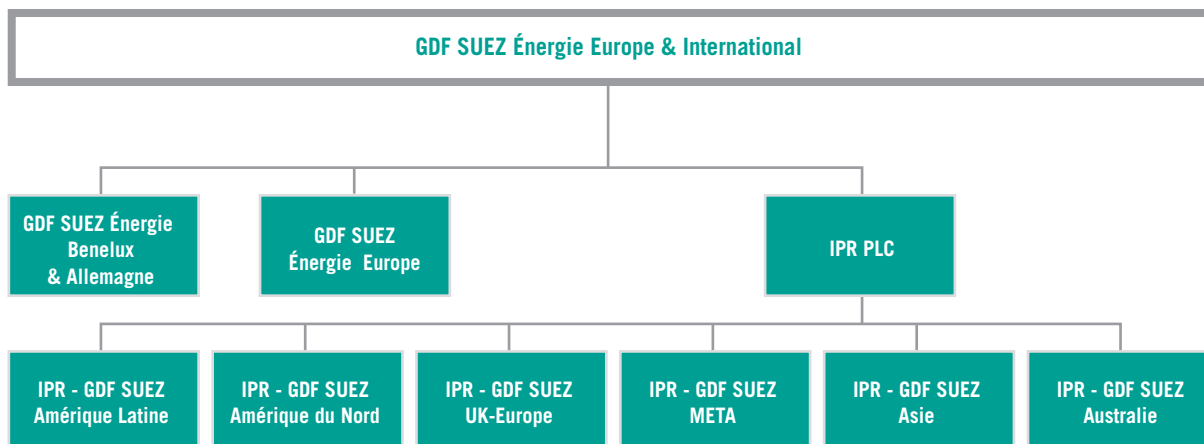 GDF SUEZ Énergie Europe & International
GDF SUEZ Énergie
Benelux
& Allemagne
GDF SUEZ
Énergie Europe
IPR PLC
IPR - GDF SUEZ
Amérique Latine
IPR - GDF SUEZ
Amérique du Nord
IPR - GDF SUEZ
UK-Europe
IPR - GDF SUEZ
META
IPR - GDF SUEZ
Asie
IPR - GDF SUEZ
Australie